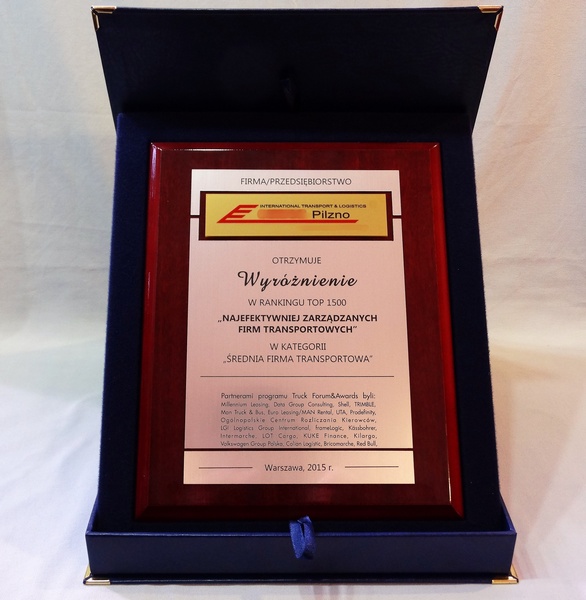 FIRMA/PRZEDSIĘBIORSTWO
INTERNATIONAL TRANSPORT & LOGISTICS
Pilzno
OTRZYMUJE
Wyróżnienie
W RANKINGU TOP 1500
„NAJEFEKTYWNIEJ ZARZĄDZANYCH
FIRM TRANSPORTOWYCH”
W KATEGORII
„ŚREDNIA FIRMA TRANSPORTOWA”
Partnerami programu Truck Forum&Awards byli:
Millennium Leasing, Data Group Consulting, Shell, TRIMBLE,
Man Truck & Bus, Euro Leasing/MAN Rental, UTA, Prodefinity,
Ogólnopolskie Centrum Rozliczania Kierowców,
LGI Logistics Group International, frameLogic, Kässbohrer,
Intermarche, LOT Cargo, KUKE Finance, Kilargo,
Volkswagen Group Polska, Collan Logistic, Bricomarche, Red Bull,
Warszawa, 2015 r.